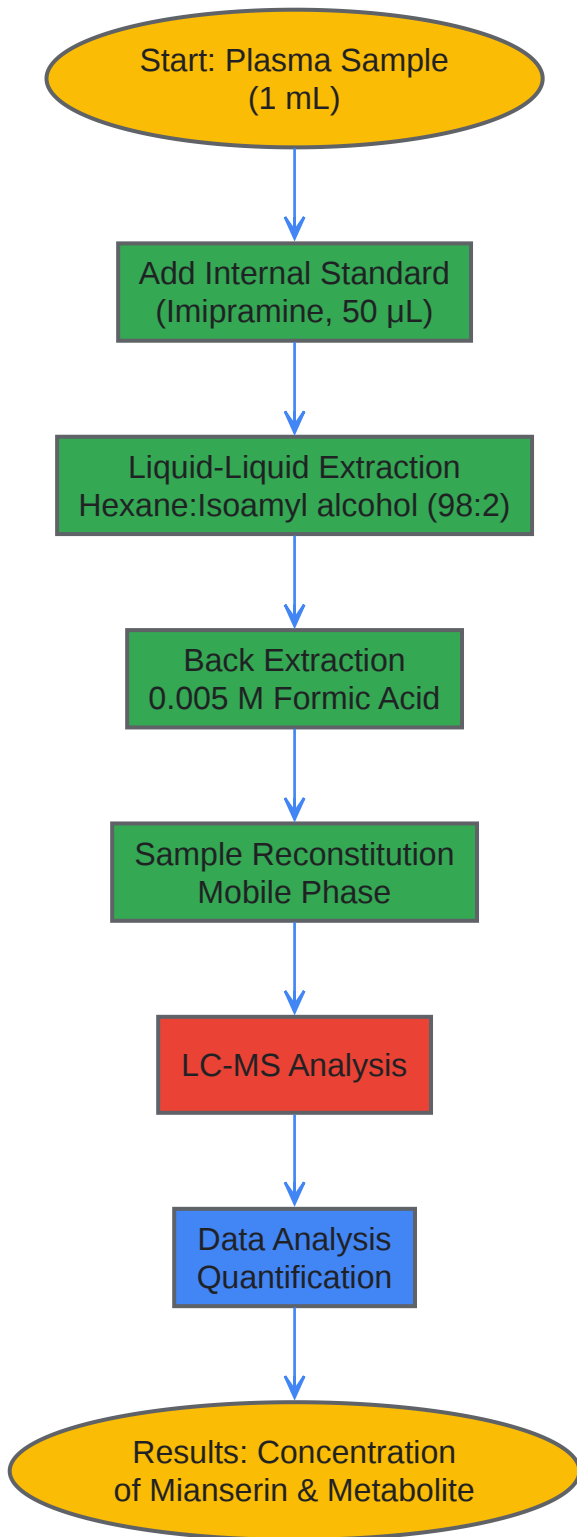 Start: Plasma Sample
(1 mL)
Add Internal Standard
(Imipramine, 50 μL)
Liquid-Liquid Extraction
Hexane:Isoamyl alcohol (98:2)
Back Extraction
0.005 M Formic Acid
Sample Reconstitution
Mobile Phase
LC-MS Analysis
Data Analysis
Quantification
Results: Concentration
of Mianserin & Metabolite